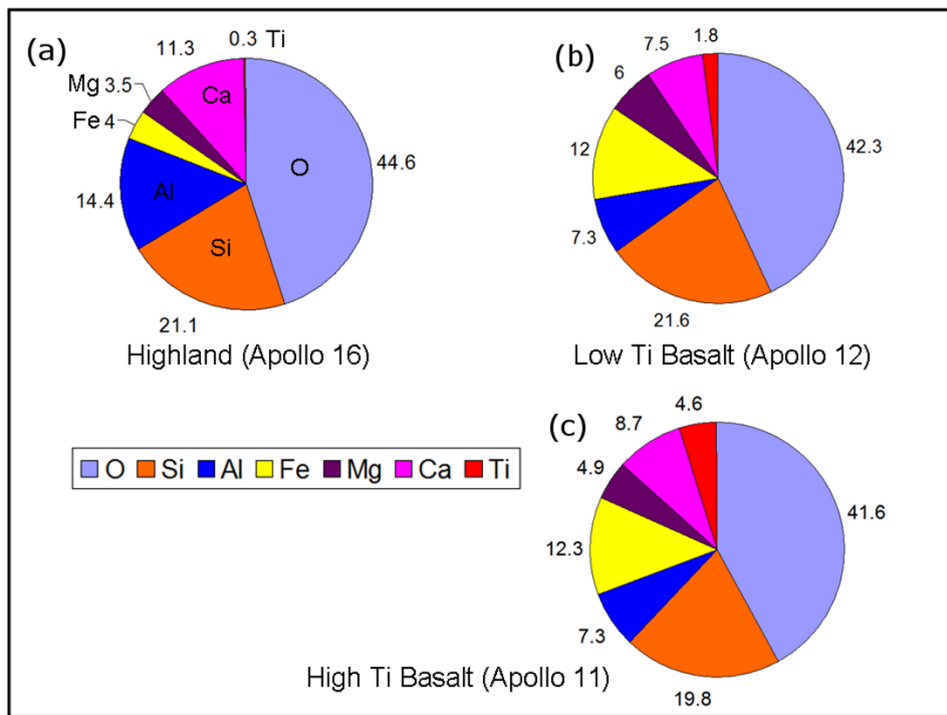 (a)
11.3
0.3 Ti
Mg 3.5
Ca
Fe 4
O
44.6
Al
14.4
Si
21.1
Highland (Apollo 16)
(b)
7.5
1.8
6
12
42.3
7.3
21.6
Low Ti Basalt (Apollo 12)
O Si Al Fe Mg Ca Ti
(c)
8.7
4.6
4.9
41.6
12.3
7.3
19.8
High Ti Basalt (Apollo 11)